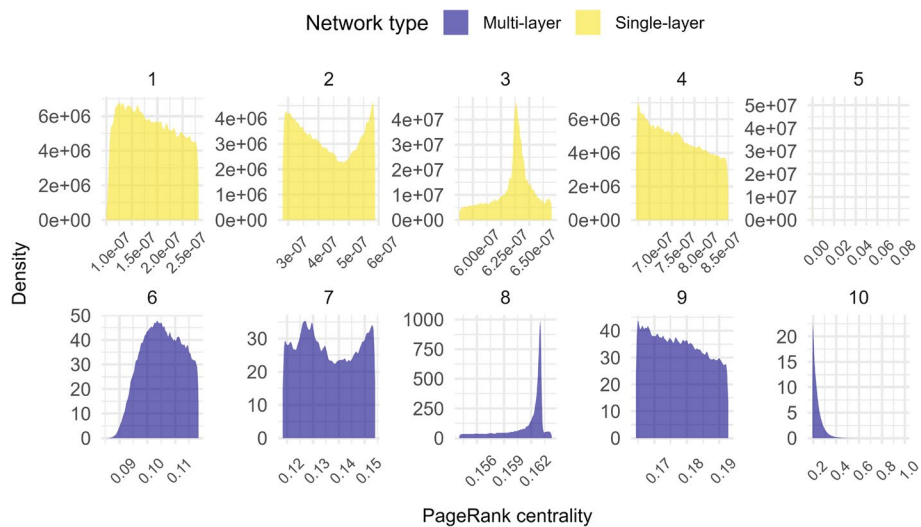 Network type Multi-layer Single-layer
1 2 3 4 5
6e+06 4e+06 2e+06 0e+00
4e+06 3e+06 2e+06 1e+06 0e+00
4e+07 3e+07 2e+07 1e+07 0e+00
6e+06 4e+06 2e+06 0e+00
5e+07 4e+07 3e+07 2e+07 1e+07 0e+00
1.0e-07 1.5e-07 2.0e-07 2.5e-07
3e-07 4e-07 5e-07 6e-07
6.00e-07 6.25e-07 6.50e-07
7.0e-07 7.5e-07 8.0e-07 8.5e-07
0.00 0.02 0.04 0.06 0.08
Density
6 7 8 9 10
50 40 30 20 10 0
30 20 10 0
1000 750 500 250 0
40 30 20 10 0
20 15 10 5 0
0.09 0.10 0.11
0.12 0.13 0.14 0.15
0.156 0.159 0.162
0.17 0.18 0.19
0.2 0.4 0.6 0.8 1.0
PageRank centrality